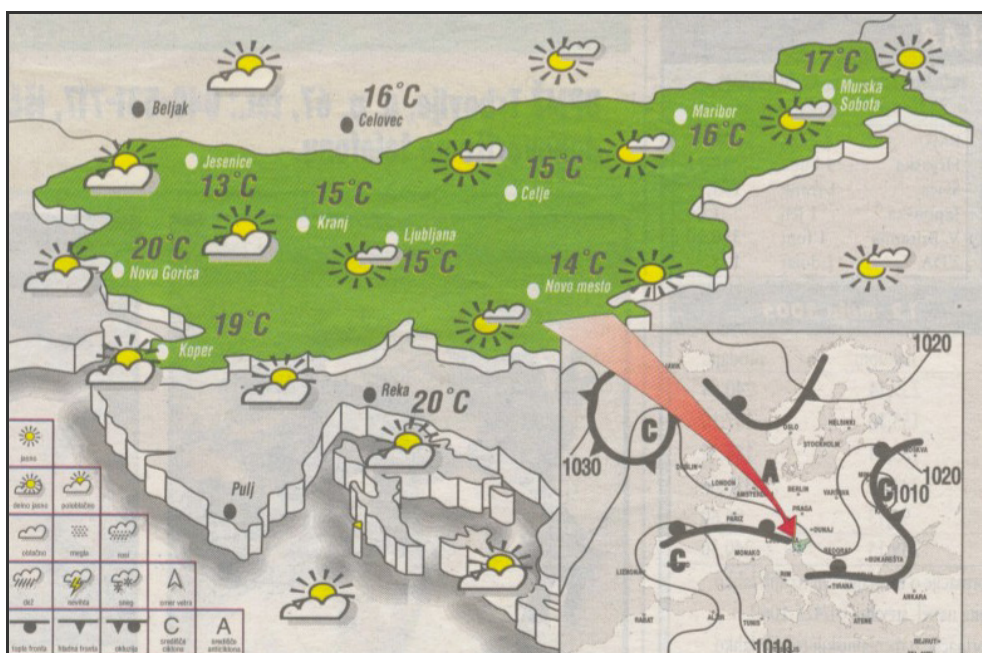 17°C
Murska
Sobota
Beljak
16°C
Celovec
Maribor
16°C
Jesenice
13°C
15°C
Kranj
15°C
Celje
Ljubljana
15°C
20°C
Nova Gorica
14°C
Novo mesto
19°C
Koper
Reka
20°C
Pulj
jasno
delno jasno
pooblačeno
oblačno
megla
rosi
dež
nevihta
sneg
smer vetra
topla fronta
hladna fronta
okluzija
C
središče
ciklona
A
središče
anticiklona
1020
OSLO
HELSINKI
STOCKHOLM
C
1030
DUBLIN
MOSKVA
1020
C
1010
LONDON
AMSTERDAM
A
BERLIN
VARŠAVA
PRAGA
PARIZ
DUNAJ
C
MONAKO
BEOGRAD
BUKAREŠTA
LIZBONA
RIM
TIRANA
ANKARA
RABAT
ALŽIR
TUNIS
ATENE
1010
BEJRUT